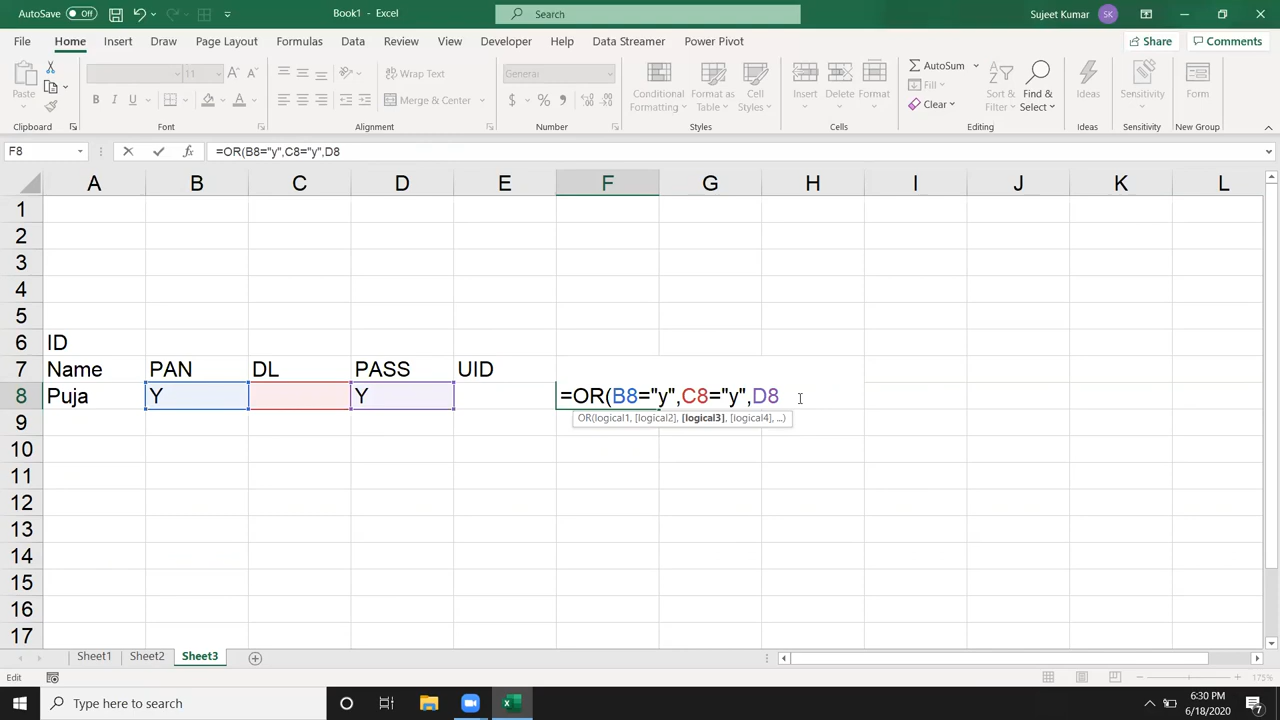 AutoSave Off Book1 - Excel Search Sujeet Kumar SK
File Home Insert Draw Page Layout Formulas Data Review View Developer Help Data Streamer Power Pivot Share Comments
Paste 11 A A Wrap Text General Conditional Formatting Format as Table Cell Styles Insert Delete Format AutoSum Fill Clear Sort & Filter Find & Select Ideas Sensitivity Form
B I U A Merge & Center $ % ,
Clipboard Font Alignment Number Styles Cells Editing Ideas Sensitivity New Group
F8 fx =OR(B8="y",C8="y",D8
A B C D E F G H I J K L
1
2
3
4
5
6 ID
7 Name PAN DL PASS UID
8 Puja Y Y =OR(B8="y",C8="y",D8
OR(logical1, [logical2], [logical3], [logical4], ...)
9
10
11
12
13
14
15
16
17
Sheet1 Sheet2 Sheet3
Edit 175%
Type here to search 6:30 PM
6/18/2020 7